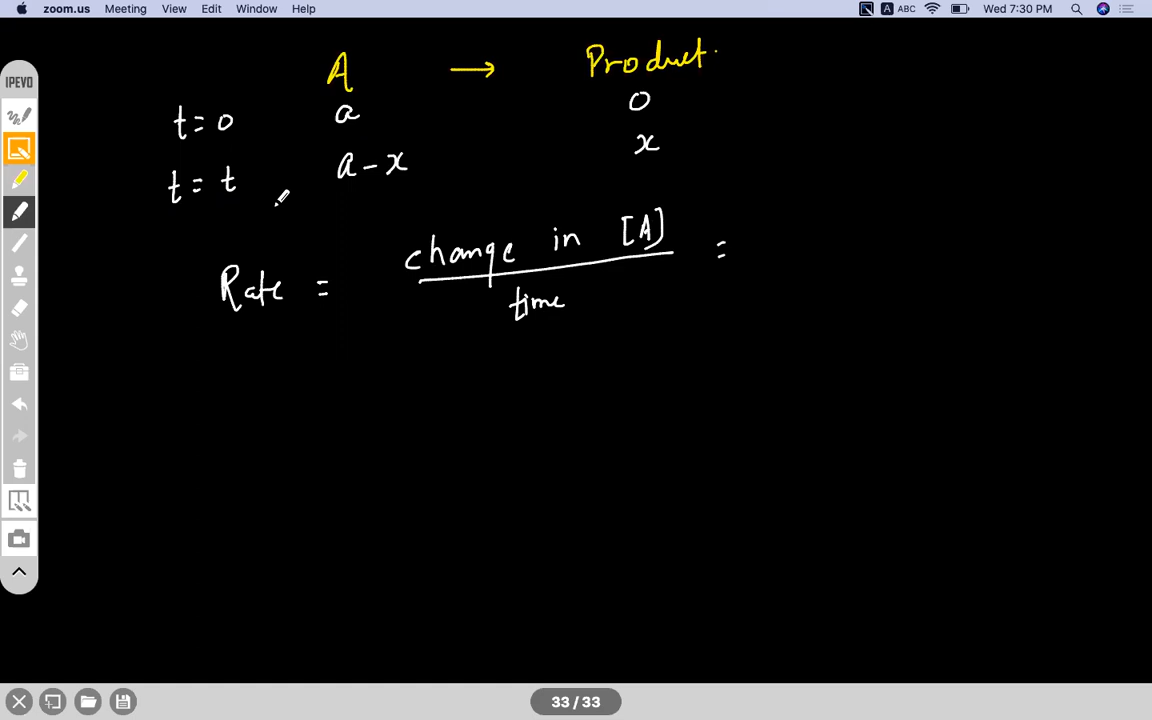 zoom.us Meeting View Edit Window Help A ABC Wed 7:30 PM
IPEVO
A → Product.
t = 0 a 0
t = t a - x x
Rate = change in [A] / time =
33 / 33